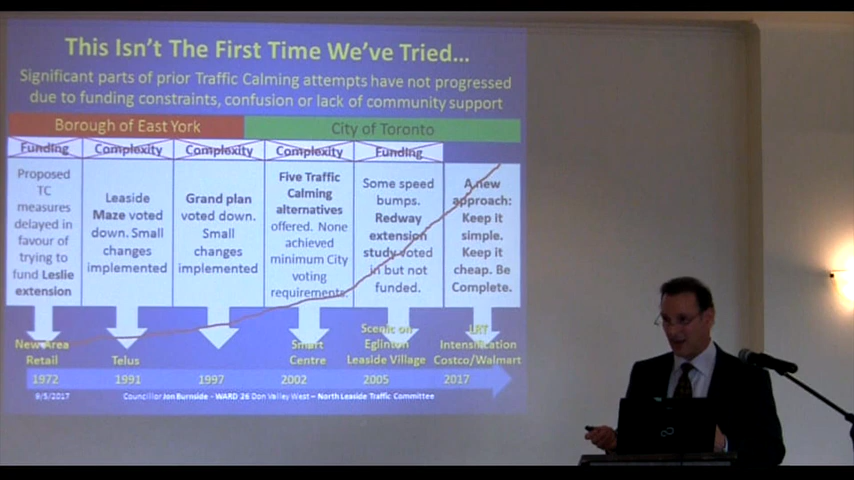 This Isn't The First Time We've Tried...
Significant parts of prior Traffic Calming attempts have not progressed
due to funding constraints, confusion or lack of community support
Borough of East York
City of Toronto
Funding
Complexity
Complexity
Complexity
Funding
Proposed
TC
measures
delayed in
favour of
trying to
fund Leslie
extension
Leaside
Maze voted
down. Small
changes
implemented
Grand plan
voted down.
Small
changes
implemented
Five Traffic
Calming
alternatives
offered. None
achieved
minimum City
voting
requirements.
Some speed
bumps.
Redway
extension
study voted
in but not
funded.
A new
approach:
Keep it
simple.
Keep it
cheap. Be
Complete.
New Area
Retail
Telus
Smart
Centre
Scenic on
Eglinton
Leaside Village
LRT
Intensification
Costco/Walmart
1972
1991
1997
2002
2005
2017
9/5/2017
Councillor Jon Burnside - WARD 26 Don Valley West – North Leaside Traffic Committee